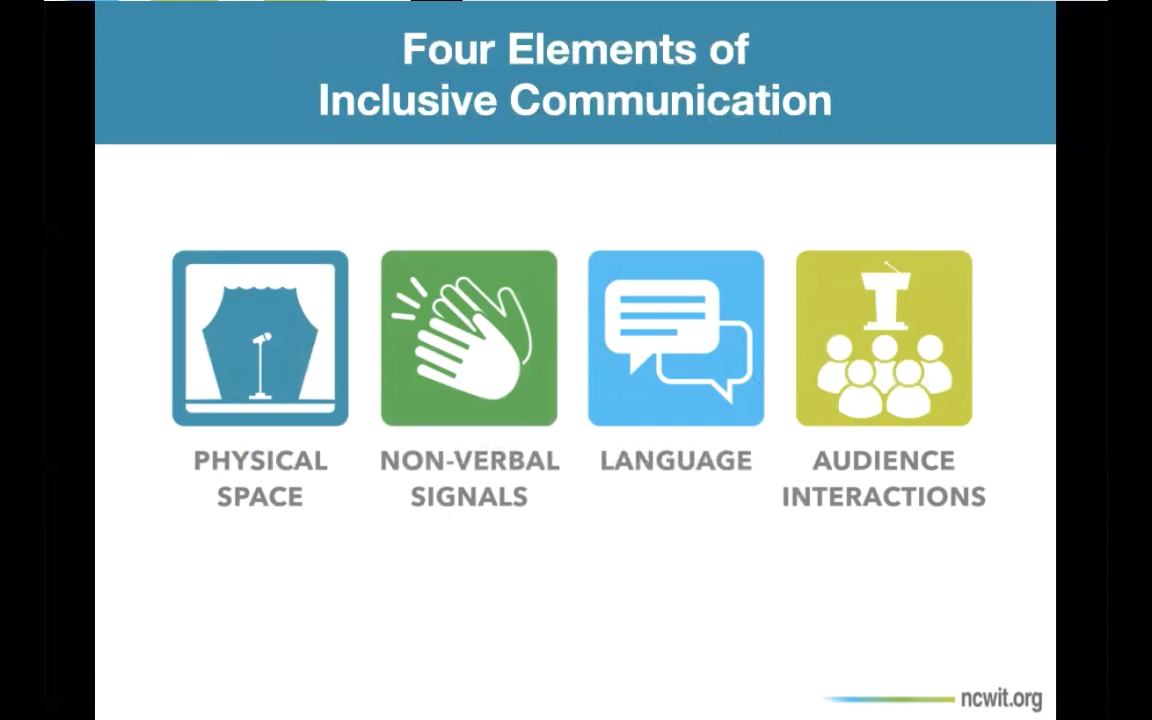 Four Elements of
Inclusive Communication
PHYSICAL
SPACE
NON-VERBAL
SIGNALS
LANGUAGE
AUDIENCE
INTERACTIONS
ncwit.org